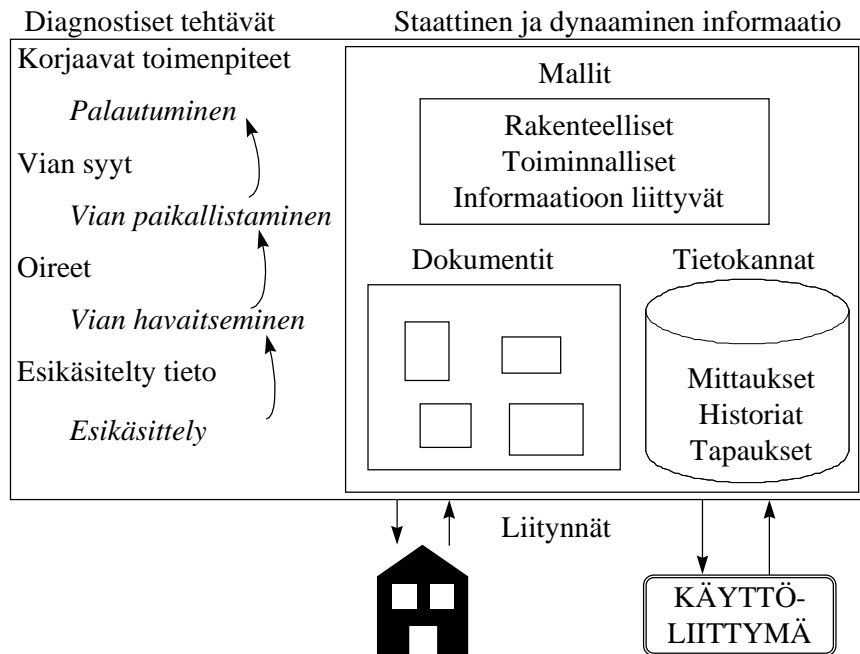 Diagnostiset tehtävät
Staattinen ja dynaaminen informaatio
Korjaavat toimenpiteet
Palautuminen
Vian syyt
Vian paikallistaminen
Oireet
Vian havaitseminen
Esikäsitelty tieto
Esikäsittely
Mallit
Rakenteelliset
Toiminnalliset
Informaatioon liittyvät
Dokumentit
Tietokannat
Mittaukset
Historiat
Tapaukset
Liitynnät
KÄYTTÖ-
LIITTYMÄ